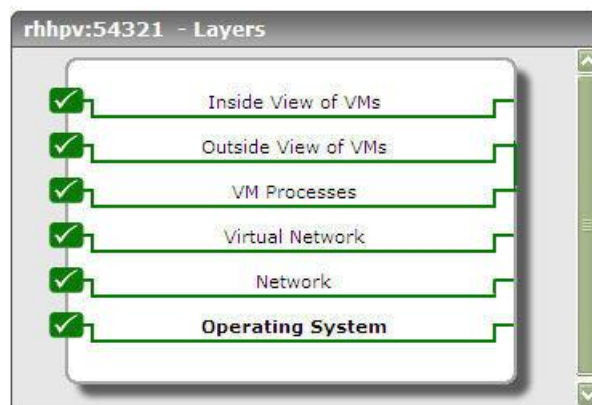 rhhpv:54321 - Layers
Inside View of VMs
Outside View of VMs
VM Processes
Virtual Network
Network
Operating System